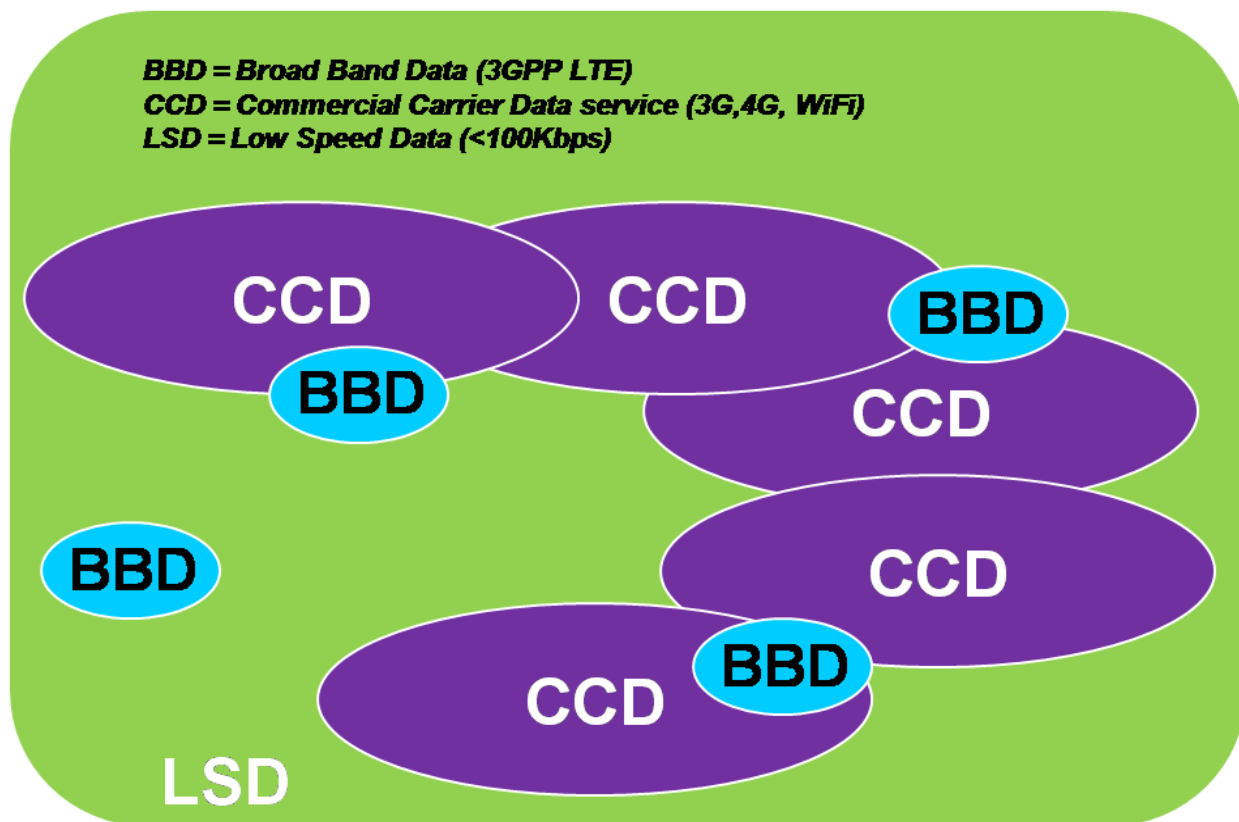 BBD = Broad Band Data (3GPP LTE)
CCD = Commercial Carrier Data service (3G,4G, WiFi)
LSD = Low Speed Data (<100Kbps)
CCD
CCD
BBD
BBD
CCD
BBD
CCD
BBD
CCD
LSD